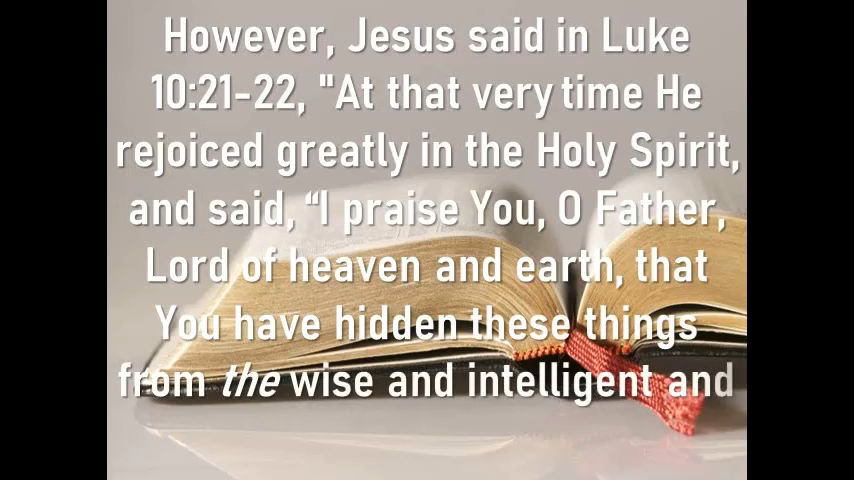 However, Jesus said in Luke
10:21-22, "At that very time He
rejoiced greatly in the Holy Spirit,
and said, “I praise You, O Father,
Lord of heaven and earth, that
You have hidden these things
from the wise and intelligent and